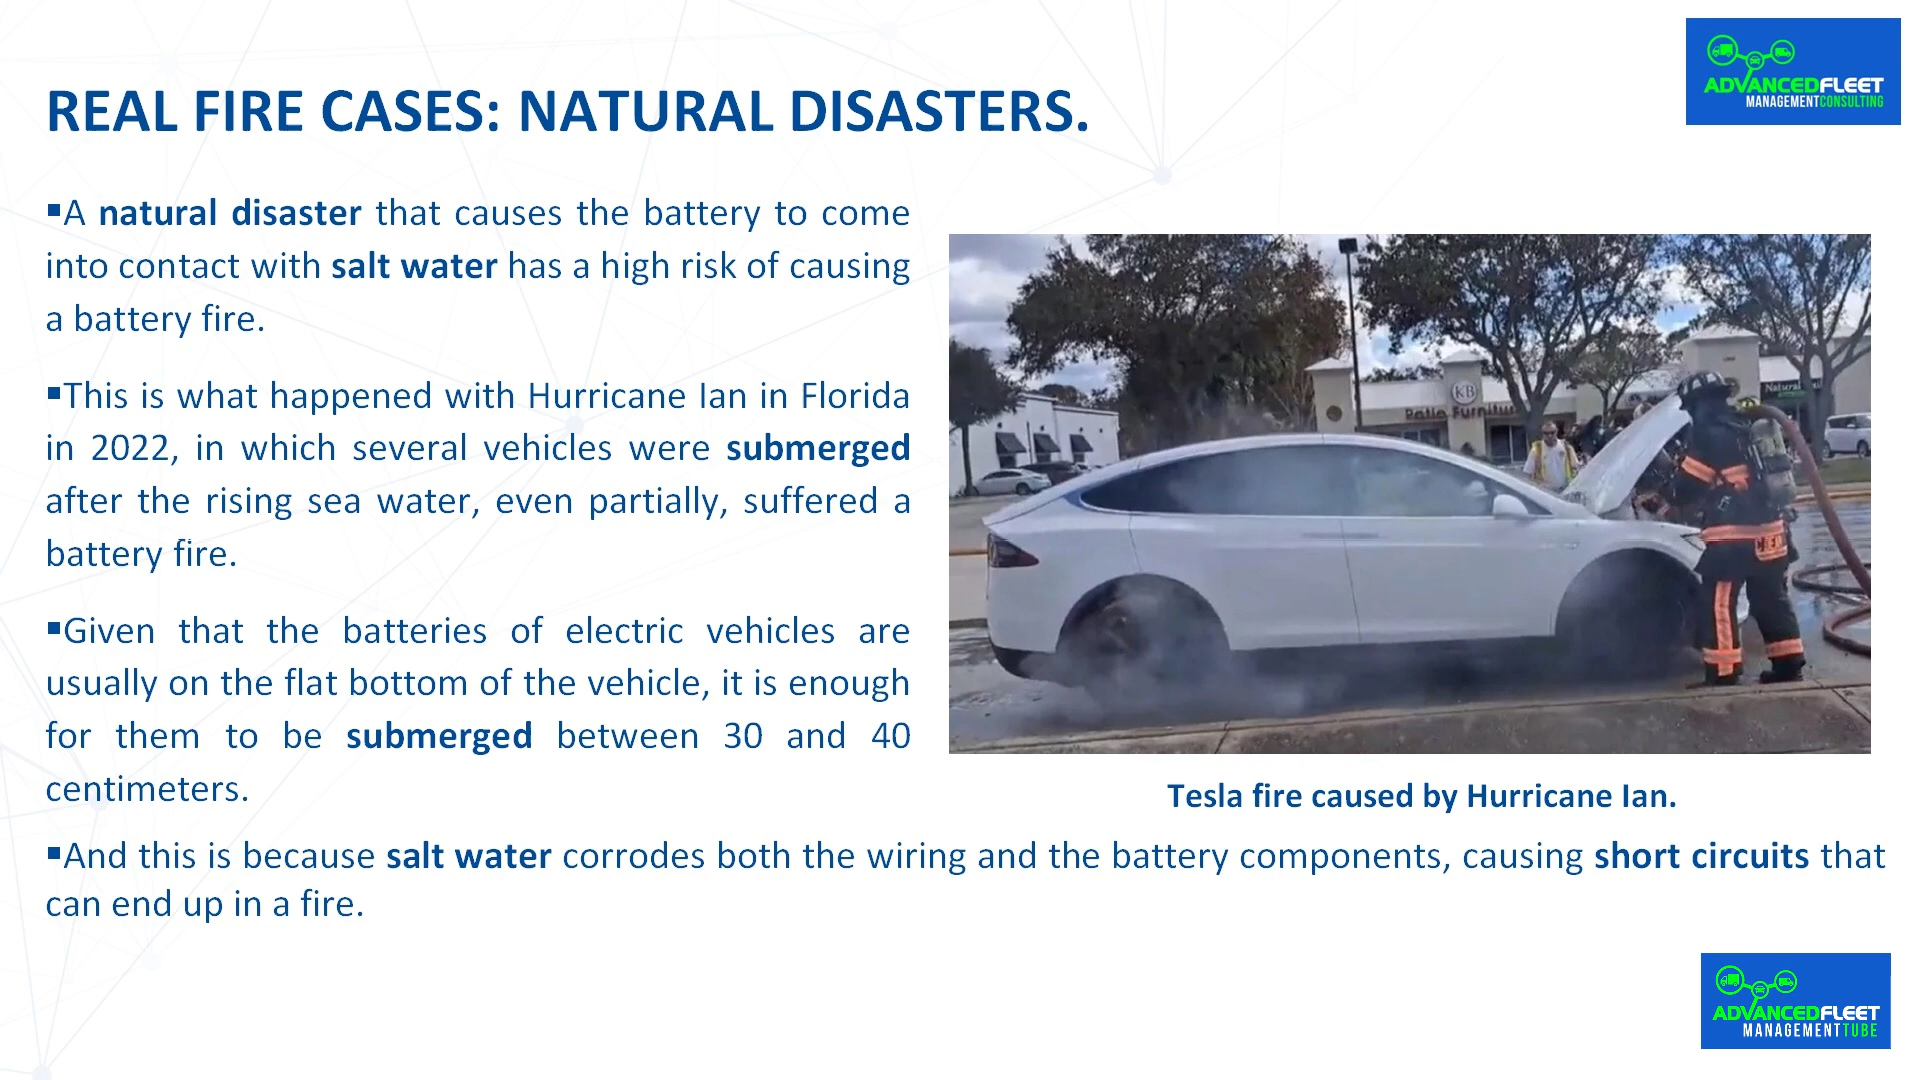 REAL FIRE CASES: NATURAL DISASTERS.
ADVANCEDFLEET
MANAGEMENTCONSULTING
▪A natural disaster that causes the battery to come
into contact with salt water has a high risk of causing
a battery fire.
▪This is what happened with Hurricane Ian in Florida
in 2022, in which several vehicles were submerged
after the rising sea water, even partially, suffered a
battery fire.
▪Given that the batteries of electric vehicles are
usually on the flat bottom of the vehicle, it is enough
for them to be submerged between 30 and 40
centimeters.
KB
Patio Furniture
Natural
Tesla fire caused by Hurricane Ian.
▪And this is because salt water corrodes both the wiring and the battery components, causing short circuits that
can end up in a fire.
ADVANCEDFLEET
MANAGEMENTTUBE